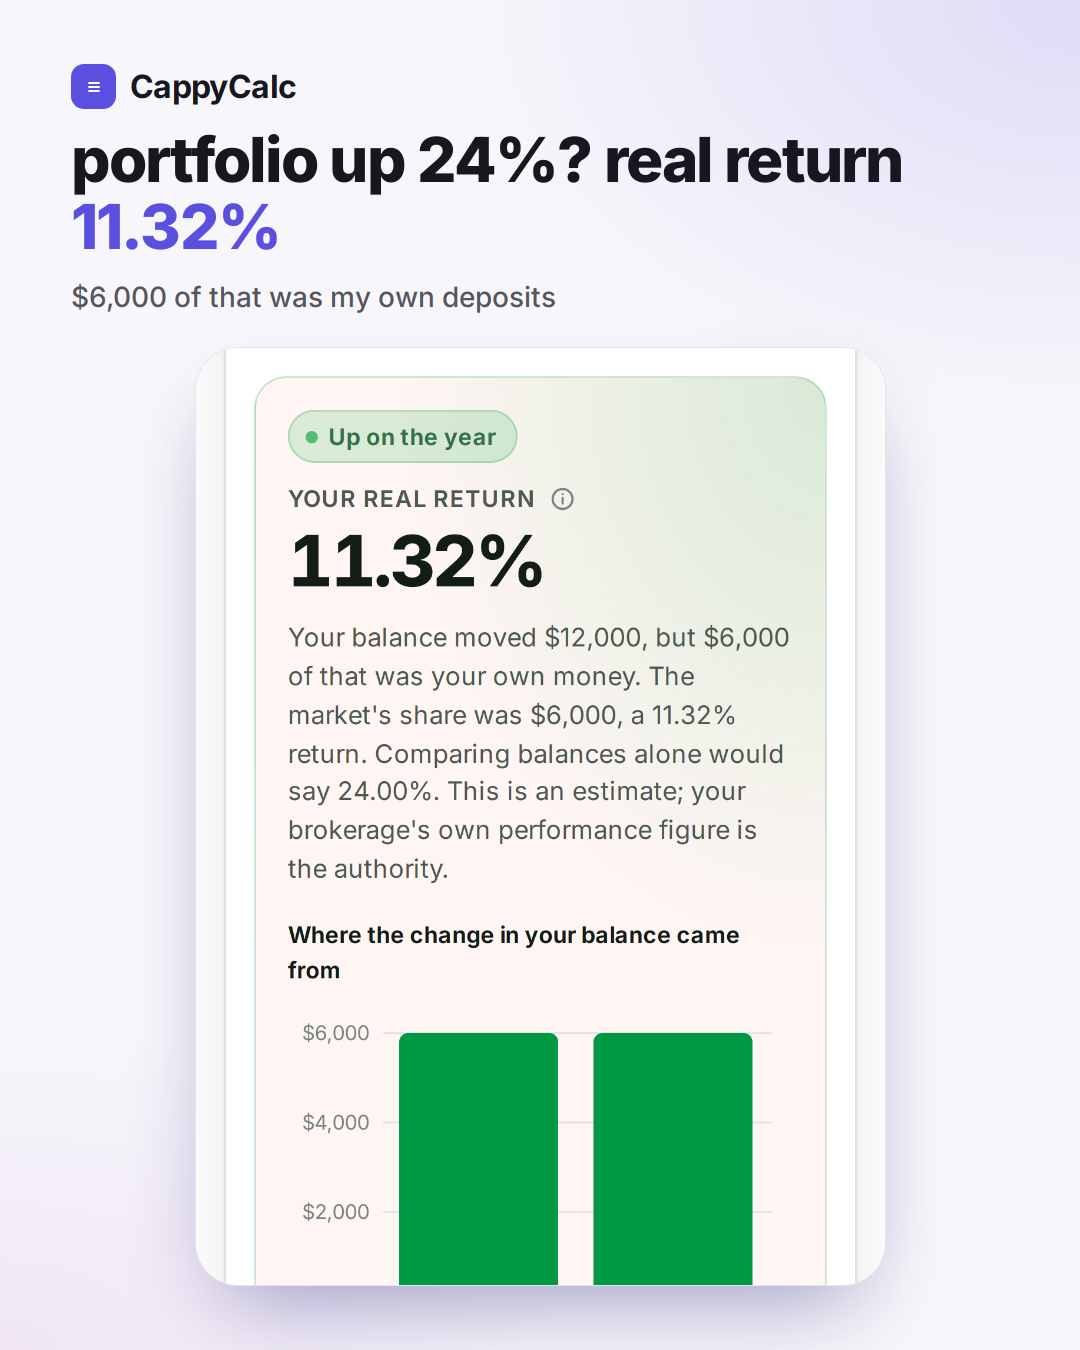 CappyCalc
portfolio up 24%? real return
11.32%
$6,000 of that was my own deposits
Up on the year
YOUR REAL RETURN
11.32%
Your balance moved $12,000, but $6,000
of that was your own money. The
market's share was $6,000, a 11.32%
return. Comparing balances alone would
say 24.00%. This is an estimate; your
brokerage's own performance figure is
the authority.
Where the change in your balance came
from
$6,000
$4,000
$2,000